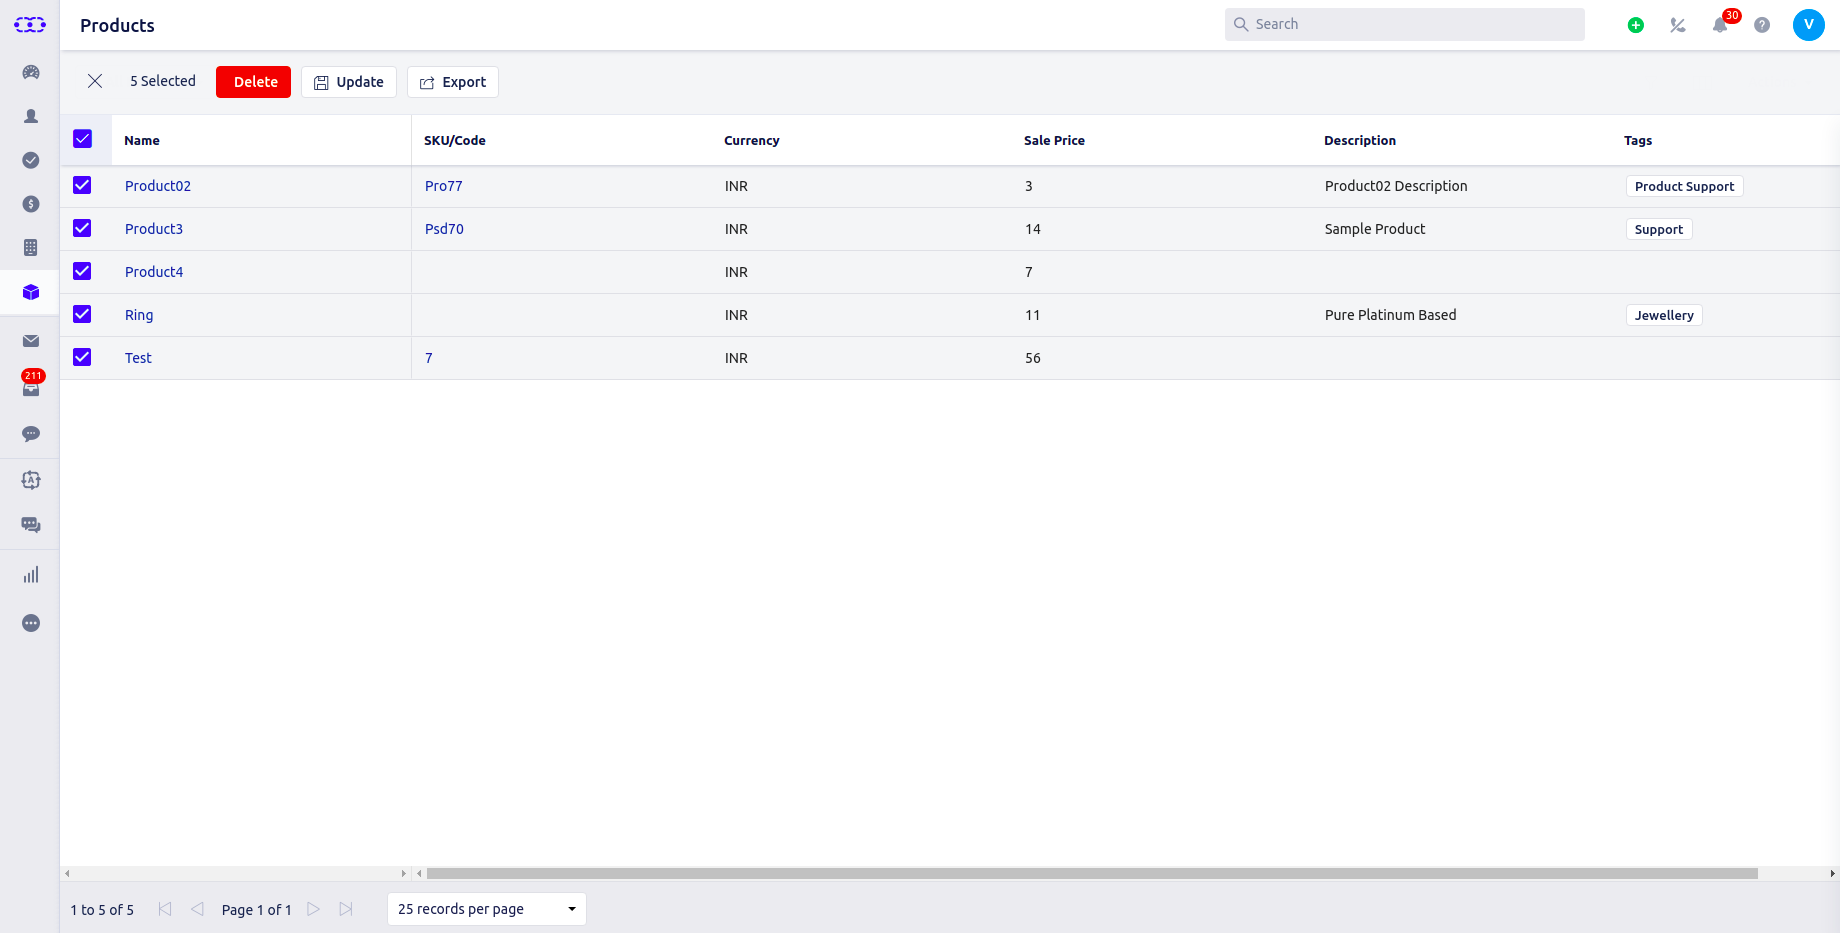 Products
Search
30
V
5 Selected
Delete
Update
Export
Name SKU/Code Currency Sale Price Description Tags
Product02 Pro77 INR 3 Product02 Description Product Support
Product3 Psd70 INR 14 Sample Product Support
Product4 INR 7
Ring INR 11 Pure Platinum Based Jewellery
Test 7 INR 56
211
1 to 5 of 5
Page 1 of 1
25 records per page